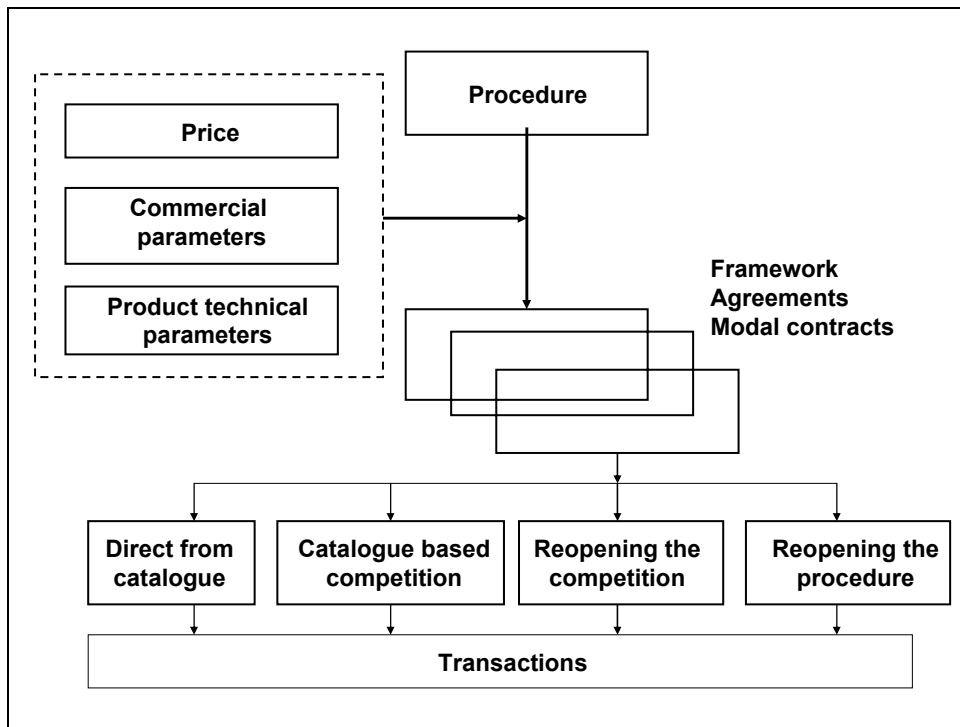 Procedure
Price
Commercial
parameters
Product technical
parameters
Framework
Agreements
Modal contracts
Direct from
catalogue
Catalogue based
competition
Reopening the
competition
Reopening the
procedure
Transactions